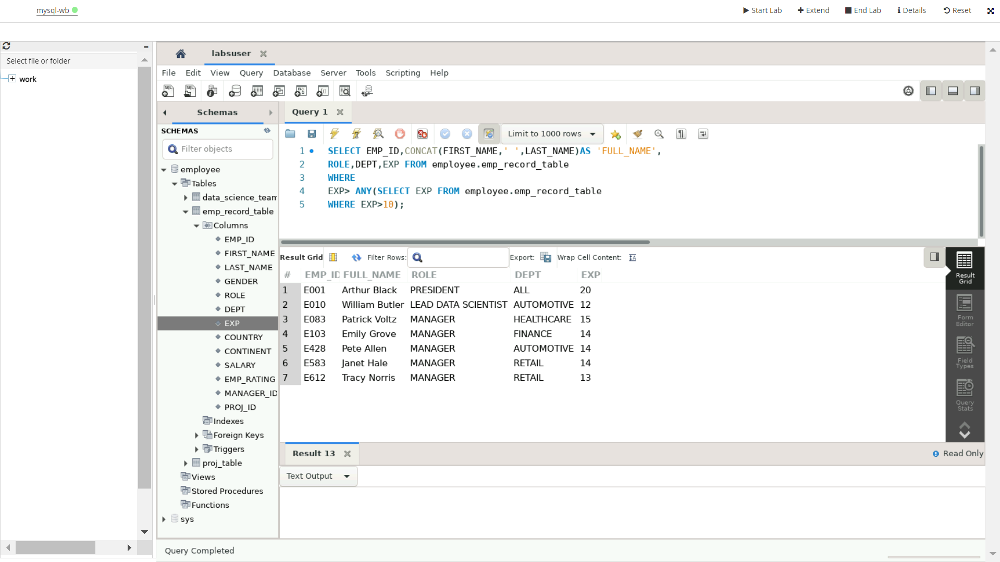 mysql-wb
Start Lab
Extend
End Lab
Details
Reset
Select file or folder
work
labsuser
File Edit View Query Database Server Tools Scripting Help
Schemas
SCHEMAS
Filter objects
employee
Tables
data_science_team
emp_record_table
Columns
EMP_ID
FIRST_NAME
LAST_NAME
GENDER
ROLE
DEPT
EXP
COUNTRY
CONTINENT
SALARY
EMP_RATING
MANAGER_ID
PROJ_ID
Indexes
Foreign Keys
Triggers
proj_table
Views
Stored Procedures
Functions
sys
Query 1
Limit to 1000 rows
1 SELECT EMP_ID,CONCAT(FIRST_NAME,' ',LAST_NAME)AS 'FULL_NAME',
2 ROLE,DEPT,EXP FROM employee.emp_record_table
3 WHERE
4 EXP> ANY(SELECT EXP FROM employee.emp_record_table
5 WHERE EXP>10);
Result Grid Filter Rows: Export: Wrap Cell Content:
# EMP_ID FULL_NAME ROLE DEPT EXP
1 E001 Arthur Black PRESIDENT ALL 20
2 E010 William Butler LEAD DATA SCIENTIST AUTOMOTIVE 12
3 E083 Patrick Voltz MANAGER HEALTHCARE 15
4 E103 Emily Grove MANAGER FINANCE 14
5 E428 Pete Allen MANAGER AUTOMOTIVE 14
6 E583 Janet Hale MANAGER RETAIL 14
7 E612 Tracy Norris MANAGER RETAIL 13
Result
Grid
Form
Editor
Field
Types
Query
Stats
Result 13
Read Only
Text Output
Query Completed